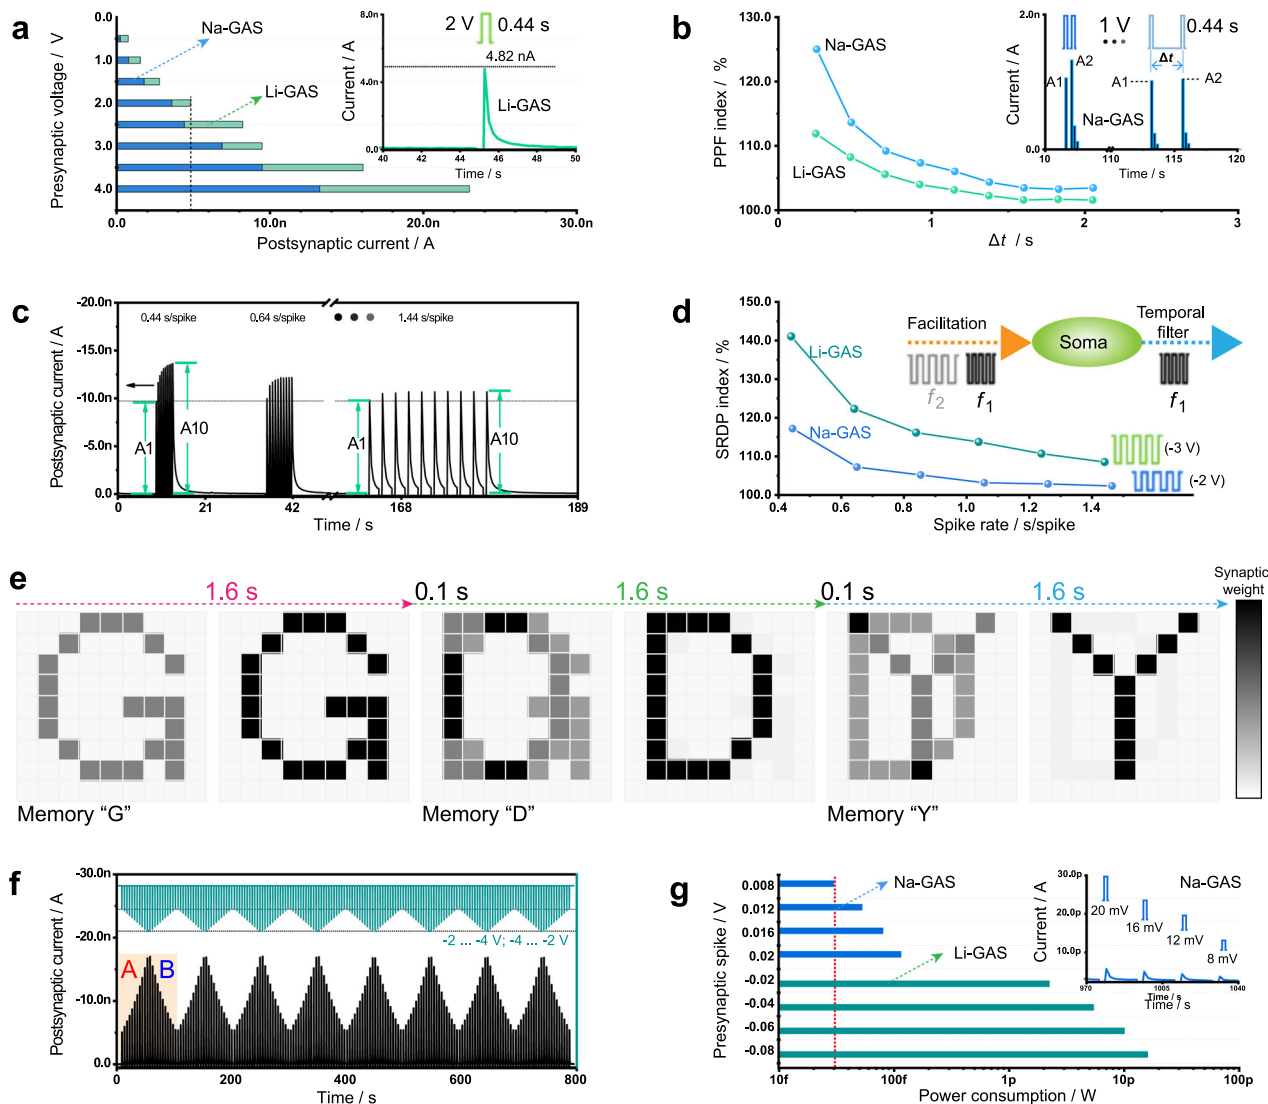 a
Presynaptic voltage / V
0.0
1.0
2.0
3.0
4.0
Na-GAS
Li-GAS
0.0
10.0n
20.0n
30.0n
Postsynaptic current / A
8.0n
4.0n
0.0
Current / A
2 V
0.44 s
4.82 nA
Li-GAS
40
42
44
46
48
50
Time / s
b
PPF index / %
130.0
120.0
110.0
100.0
Na-GAS
Li-GAS
0
1
2
3
Δt / s
2.0n
0.0
Current / A
1 V
0.44 s
A2
A1
Δt
A1
A2
Na-GAS
10
110
115
120
Time / s
c
Postsynaptic current / A
-20.0n
-15.0n
-10.0n
-5.0n
0.0
0.44 s/spike
0.64 s/spike
1.44 s/spike
A1
A10
A1
A10
0
21
42
168
189
Time / s
d
SRDP index / %
150.0
140.0
130.0
120.0
110.0
100.0
Li-GAS
Na-GAS
Facilitation
Soma
Temporal
filter
f2
f1
f1
(-3 V)
(-2 V)
0.4
0.6
0.8
1.0
1.2
1.4
Spike rate / s/spike
e
1.6 s
0.1 s
1.6 s
0.1 s
1.6 s
Synaptic
weight
Memory “G”
Memory “D”
Memory “Y”
f
Postsynaptic current / A
-30.0n
-20.0n
-10.0n
0.0
-2 ... -4 V; -4 ... -2 V
A
B
0
200
400
600
800
Time / s
g
Presynaptic spike / V
0.008
0.012
0.016
0.02
-0.02
-0.04
-0.06
-0.08
Na-GAS
Li-GAS
10f
100f
1p
10p
100p
Power consumption / W
30.0p
20.0p
10.0p
0.0
Current / A
Na-GAS
20 mV
16 mV
12 mV
8 mV
970
1005
1040
Time / s
Time / s